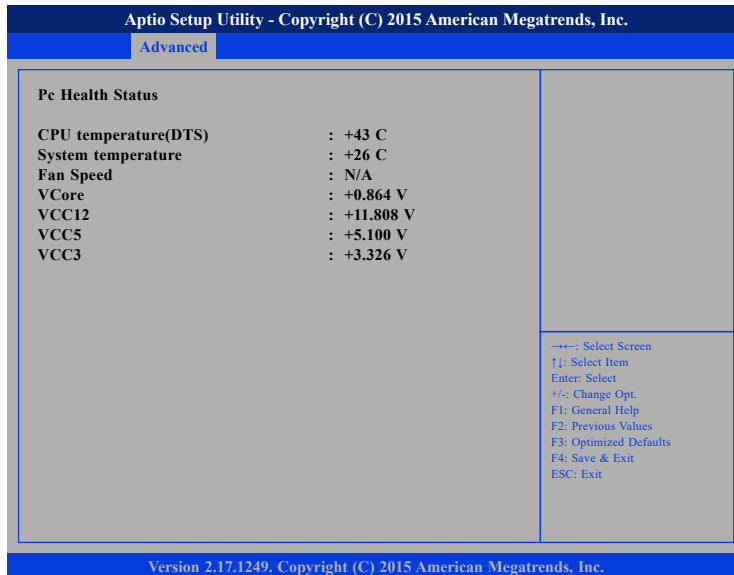 Aptio Setup Utility - Copyright (C) 2015 American Megatrends, Inc.
Advanced
Pc Health Status
CPU temperature(DTS) : +43 C
System temperature : +26 C
Fan Speed : N/A
VCore : +0.864 V
VCC12 : +11.808 V
VCC5 : +5.100 V
VCC3 : +3.326 V
→←: Select Screen
↑↓: Select Item
Enter: Select
+/-: Change Opt.
F1: General Help
F2: Previous Values
F3: Optimized Defaults
F4: Save & Exit
ESC: Exit
Version 2.17.1249. Copyright (C) 2015 American Megatrends, Inc.